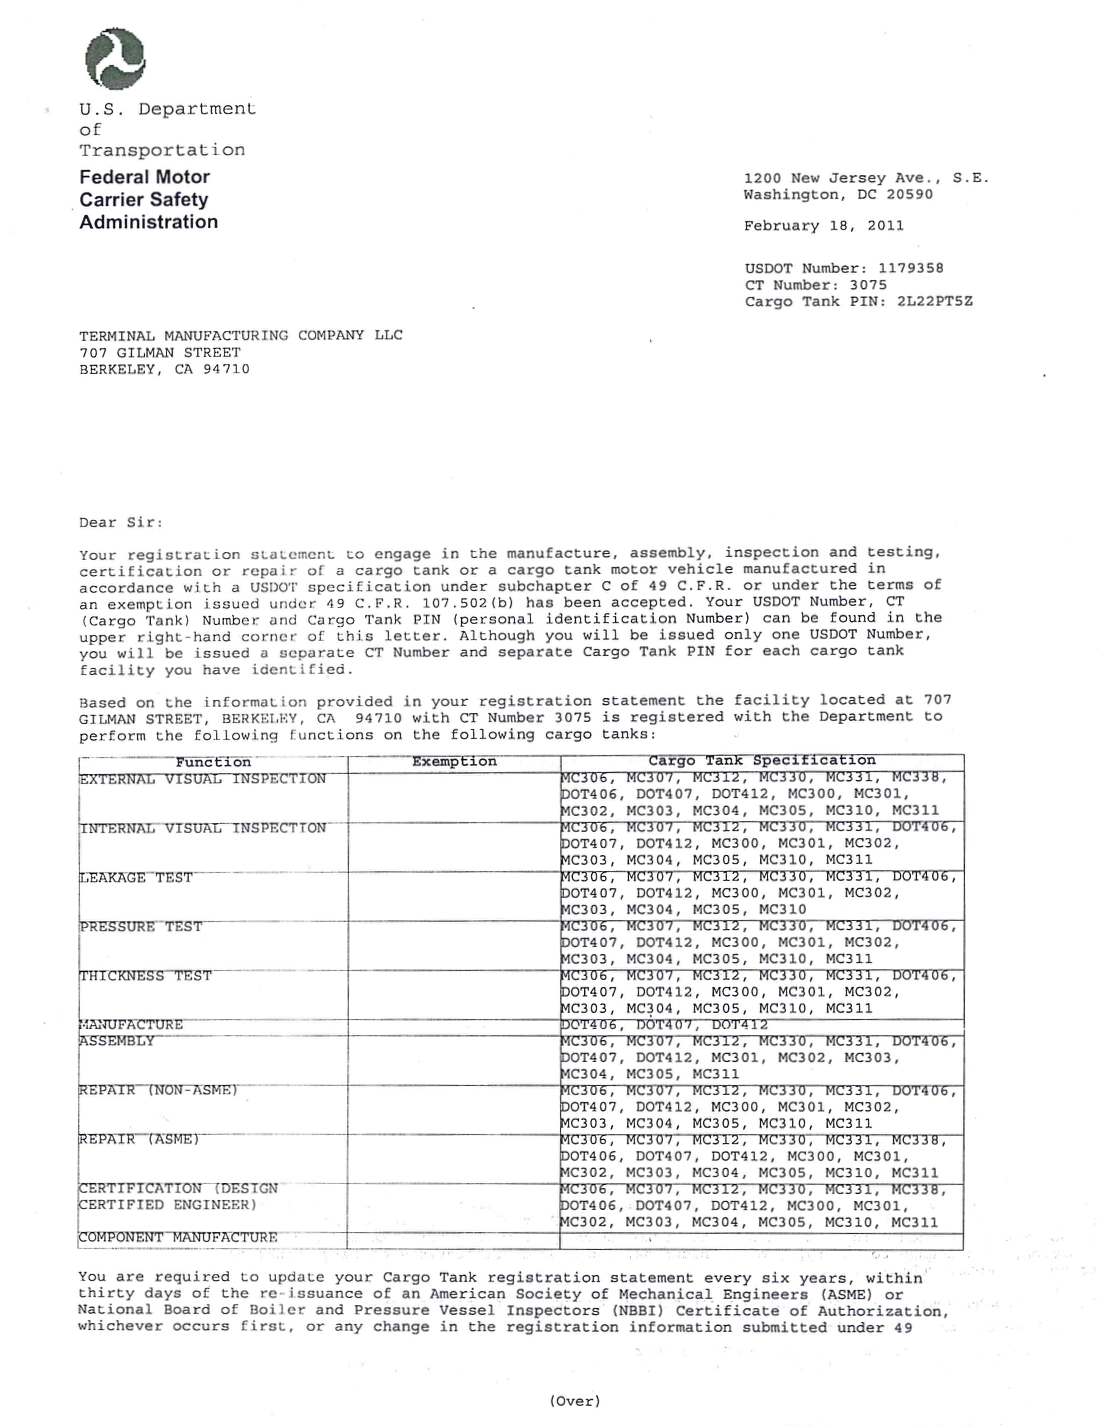 U.S. Department
of
Transportation
Federal Motor
Carrier Safety
Administration
1200 New Jersey Ave., S.E.
Washington, DC 20590
February 18, 2011
USDOT Number: 1179358
CT Number: 3075
Cargo Tank PIN: 2L22PT5Z
TERMINAL MANUFACTURING COMPANY LLC
707 GILMAN STREET
BERKELEY, CA 94710
Dear Sir:
Your registration statement to engage in the manufacture, assembly, inspection and testing,
certification or repair of a cargo tank or a cargo tank motor vehicle manufactured in
accordance with a USDOT specification under subchapter C of 49 C.F.R. or under the terms of
an exemption issued under 49 C.F.R. 107.502(b) has been accepted. Your USDOT Number, CT
(Cargo Tank) Number and Cargo Tank PIN (personal identification Number) can be found in the
upper right-hand corner of this letter. Although you will be issued only one USDOT Number,
you will be issued a separate CT Number and separate Cargo Tank PIN for each cargo tank
facility you have identified.
Based on the information provided in your registration statement the facility located at 707
GILMAN STREET, BERKELEY, CA 94710 with CT Number 3075 is registered with the Department to
perform the following functions on the following cargo tanks:
Function Exemption Cargo Tank Specification
EXTERNAL VISUAL INSPECTION MC306, MC307, MC312, MC330, MC331, MC338,
DOT406, DOT407, DOT412, MC300, MC301,
MC302, MC303, MC304, MC305, MC310, MC311
INTERNAL VISUAL INSPECTION MC306, MC307, MC312, MC330, MC331, DOT406,
DOT407, DOT412, MC300, MC301, MC302,
MC303, MC304, MC305, MC310, MC311
LEAKAGE TEST MC306, MC307, MC312, MC330, MC331, DOT406,
DOT407, DOT412, MC300, MC301, MC302,
MC303, MC304, MC305, MC310
PRESSURE TEST MC306, MC307, MC312, MC330, MC331, DOT406,
DOT407, DOT412, MC300, MC301, MC302,
MC303, MC304, MC305, MC310, MC311
THICKNESS TEST MC306, MC307, MC312, MC330, MC331, DOT406,
DOT407, DOT412, MC300, MC301, MC302,
MC303, MC304, MC305, MC310, MC311
MANUFACTURE DOT406, DOT407, DOT412
ASSEMBLY MC306, MC307, MC312, MC330, MC331, DOT406,
DOT407, DOT412, MC301, MC302, MC303,
MC304, MC305, MC311
REPAIR (NON-ASME) MC306, MC307, MC312, MC330, MC331, DOT406,
DOT407, DOT412, MC300, MC301, MC302,
MC303, MC304, MC305, MC310, MC311
REPAIR (ASME) MC306, MC307, MC312, MC330, MC331, MC338,
DOT406, DOT407, DOT412, MC300, MC301,
MC302, MC303, MC304, MC305, MC310, MC311
CERTIFICATION (DESIGN MC306, MC307, MC312, MC330, MC331, MC338,
CERTIFIED ENGINEER) DOT406, DOT407, DOT412, MC300, MC301,
MC302, MC303, MC304, MC305, MC310, MC311
COMPONENT MANUFACTURE
You are required to update your Cargo Tank registration statement every six years, within
thirty days of the re-issuance of an American Society of Mechanical Engineers (ASME) or
National Board of Boiler and Pressure Vessel Inspectors (NBBI) Certificate of Authorization,
whichever occurs first, or any change in the registration information submitted under 49
(Over)